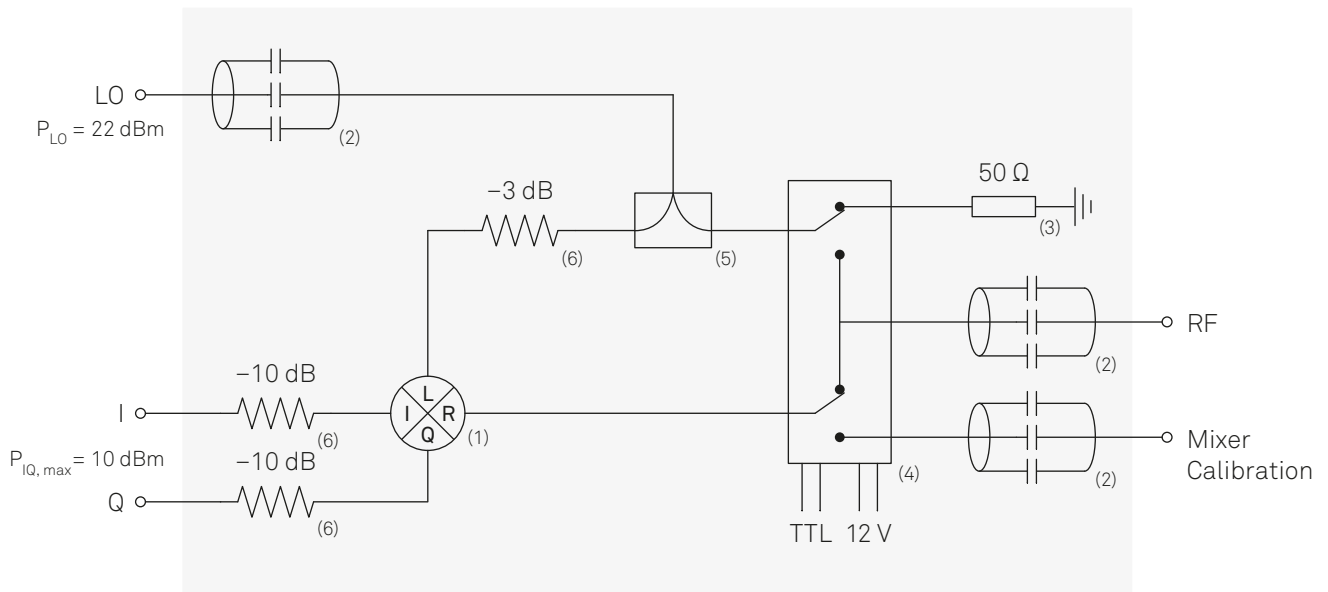 LO
P_LO = 22 dBm
(2)
−3 dB
(6)
(5)
50 Ω
(3)
RF
(2)
−10 dB
I
(6)
L
I R
Q
(1)
P_IQ, max = 10 dBm
−10 dB
Q
(6)
(4)
Mixer
Calibration
(2)
TTL 12 V